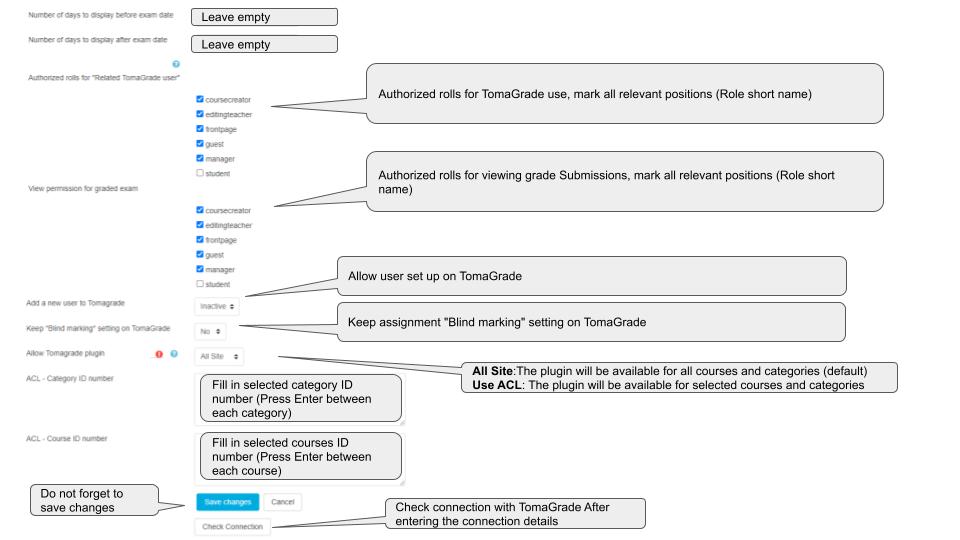 Number of days to display before exam date
Leave empty
Number of days to display after exam date
Leave empty
Authorized rolls for "Related TomaGrade user"
coursecreator
editingteacher
frontpage
guest
manager
student
Authorized rolls for TomaGrade use, mark all relevant positions (Role short name)
View permission for graded exam
coursecreator
editingteacher
frontpage
guest
manager
student
Authorized rolls for viewing grade Submissions, mark all relevant positions (Role short
name)
Add a new user to Tomagrade
Inactive
Allow user set up on TomaGrade
Keep "Blind marking" setting on TomaGrade
No
Keep assignment "Blind marking" setting on TomaGrade
Allow Tomagrade plugin
All Site
All Site:The plugin will be available for all courses and categories (default)
Use ACL: The plugin will be available for selected courses and categories
ACL - Category ID number
Fill in selected category ID
number (Press Enter between
each category)
ACL - Course ID number
Fill in selected courses ID
number (Press Enter between
each course)
Do not forget to
save changes
Save changes
Cancel
Check Connection
Check connection with TomaGrade After
entering the connection details